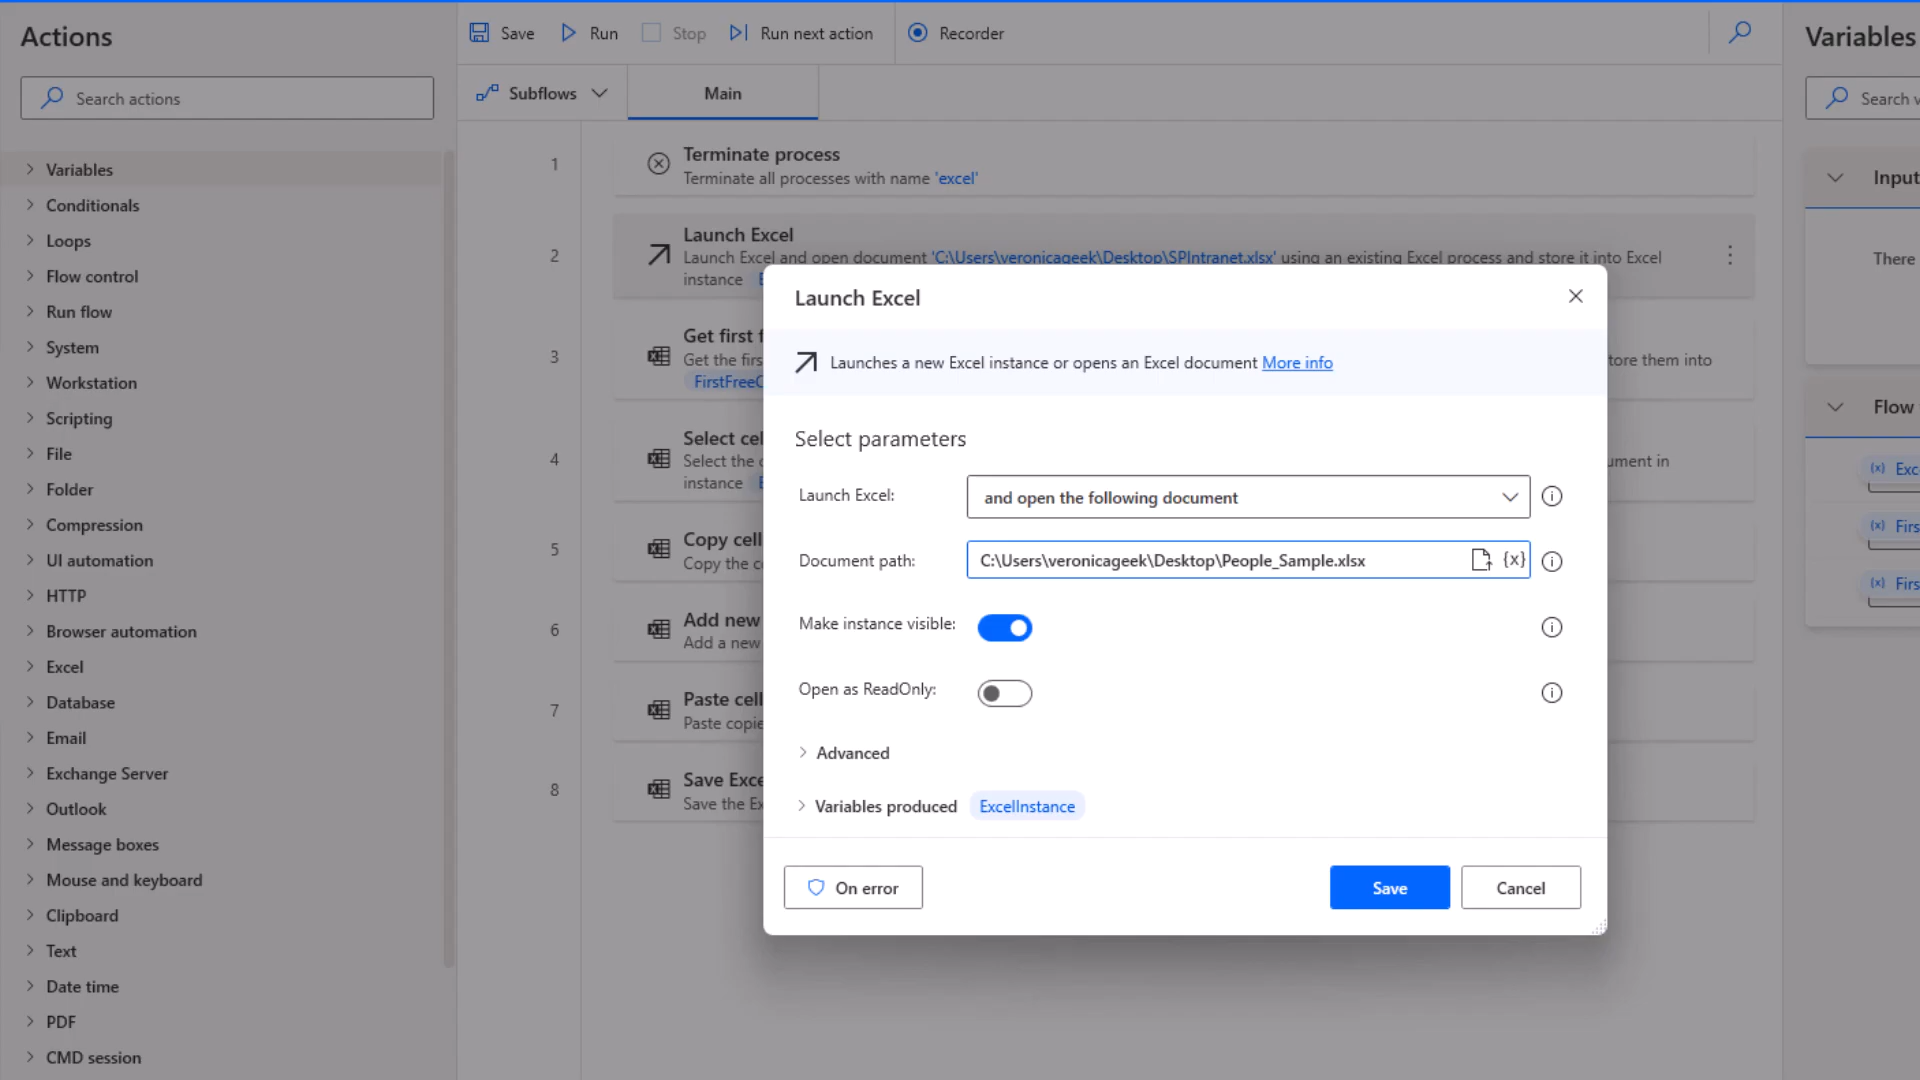 Actions
Search actions
Variables
Conditionals
Loops
Flow control
Run flow
System
Workstation
Scripting
File
Folder
Compression
UI automation
HTTP
Browser automation
Excel
Database
Email
Exchange Server
Outlook
Message boxes
Mouse and keyboard
Clipboard
Text
Date time
PDF
CMD session
Save Run Stop Run next action Recorder
Subflows Main
1 Terminate process
Terminate all processes with name 'excel'
2 Launch Excel
Launch Excel and open document 'C:\Users\veronicageek\Desktop\SPIntranet.xlsx' using an existing Excel process and store it into Excel
instance
3 Get first f
Get the firs tore them into
FirstFreeC
4 Select cel
Select the c ument in
instance
5 Copy cell
Copy the ce
6 Add new
Add a new
7 Paste cell
Paste copie
8 Save Exce
Save the Ex
Launch Excel
Launches a new Excel instance or opens an Excel document More info
Select parameters
Launch Excel: and open the following document
Document path: C:\Users\veronicageek\Desktop\People_Sample.xlsx {x}
Make instance visible:
Open as ReadOnly:
Advanced
Variables produced ExcelInstance
On error Save Cancel
Variables
Search v
Input
There
Flow
(x) Exce
(x) Firs
(x) Firs